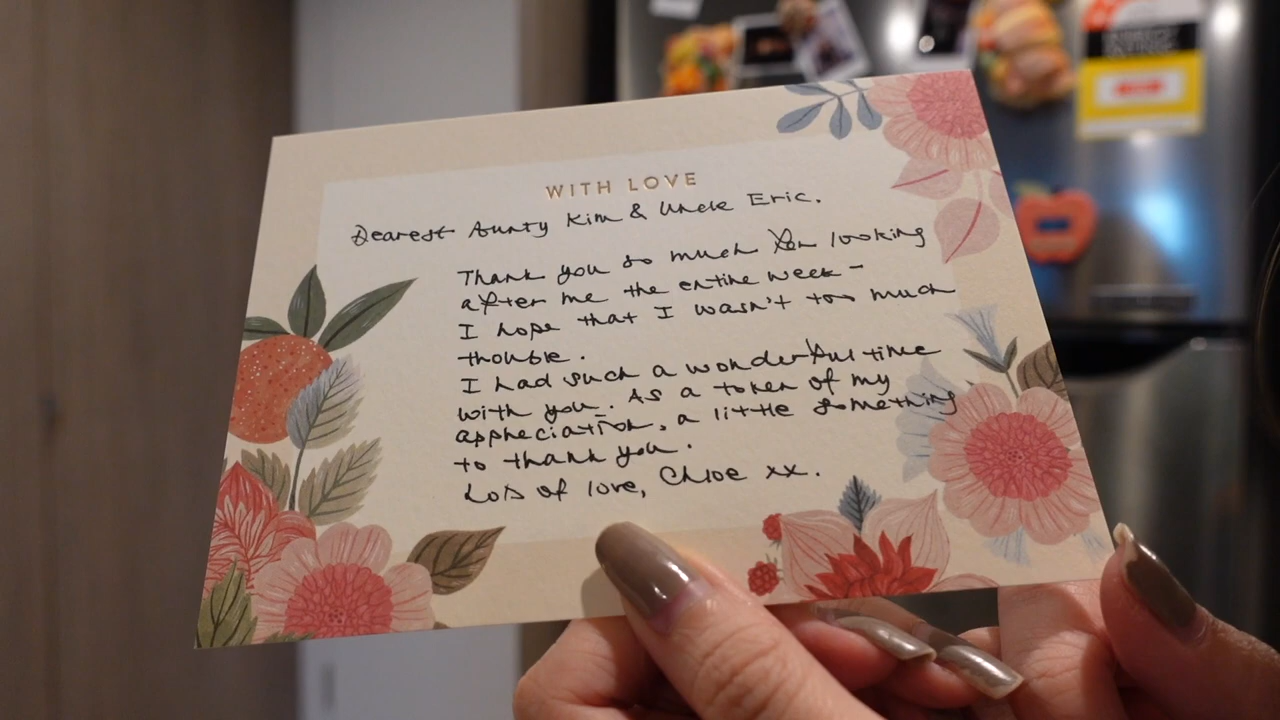 WITH LOVE
Dearest Aunty Kim & Uncle Eric.
Thank you so much for looking
after me the entire week -
I hope that I wasn't too much
trouble.
I had such a wonderful time
with you. As a token of my
appreciation, a little something
to thank you.
Lots of love, Chloe xx.